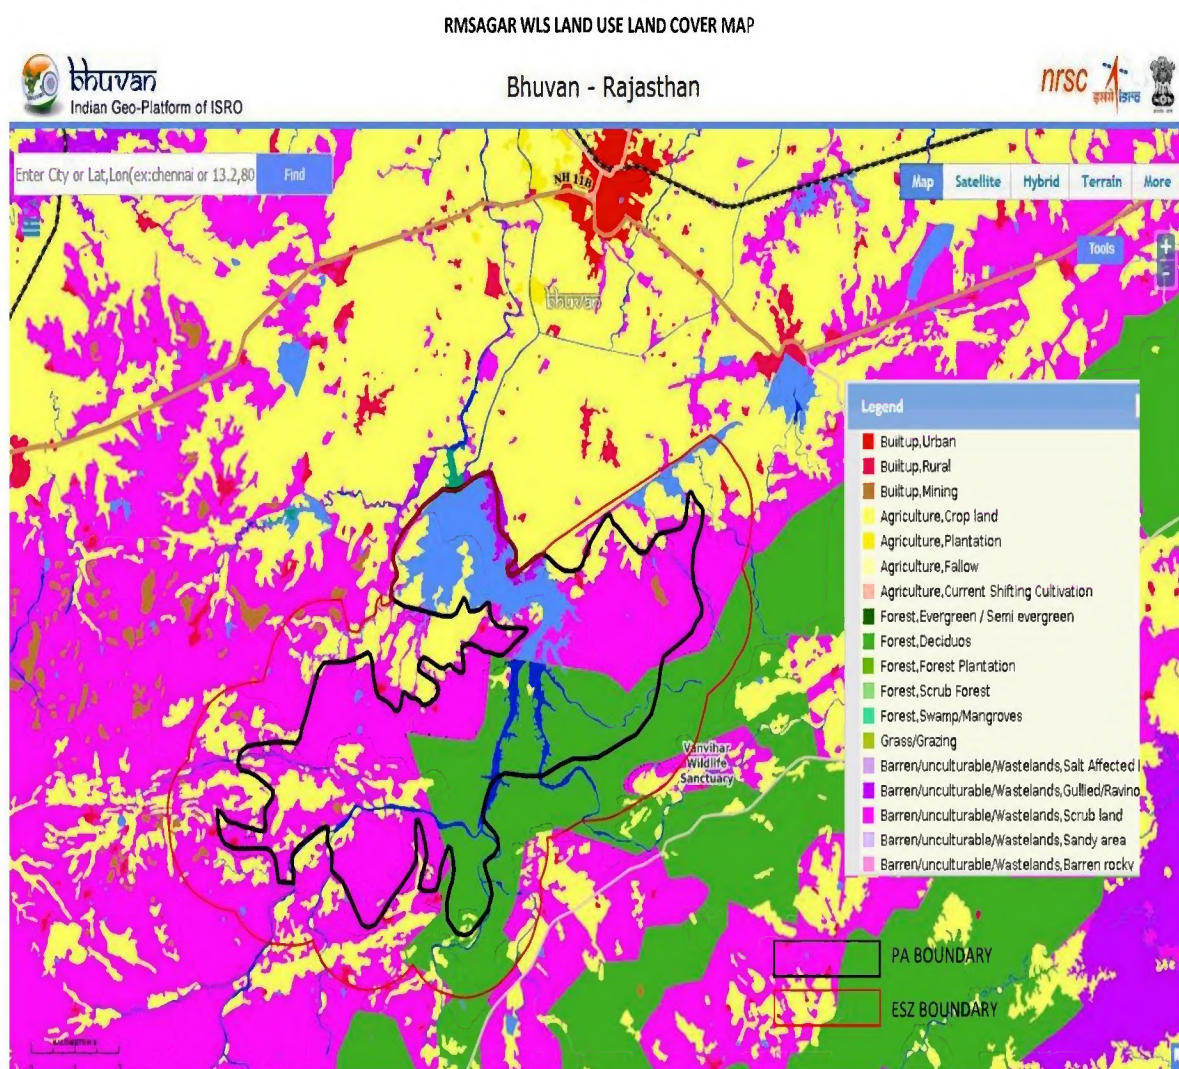 RMSAGAR WLS LAND USE LAND COVER MAP
bhuvan
Indian Geo-Platform of ISRO
Bhuvan - Rajasthan
nrsc
इसरो isro
Enter City or Lat,Lon(ex:chennai or 13.2,80
Find
NH 11B
Map
Satellite
Hybrid
Terrain
More
Tools
+
-
bhuvan
Legend
Builtup,Urban
Builtup,Rural
Builtup,Mining
Agriculture,Crop land
Agriculture,Plantation
Agriculture,Fallow
Agriculture,Current Shifting Cultivation
Forest,Evergreen / Semi evergreen
Forest,Deciduos
Forest,Forest Plantation
Forest,Scrub Forest
Forest,Swamp/Mangroves
Grass/Grazing
Barren/unculturable/Wastelands,Salt Affected l
Barren/unculturable/Wastelands,Gullied/Ravino
Barren/unculturable/Wastelands,Scrub land
Barren/unculturable/Wastelands,Sandy area
Barren/unculturable/Wastelands,Barren rocky
Vanvihar
Wildlife
Sanctuary
PA BOUNDARY
ESZ BOUNDARY